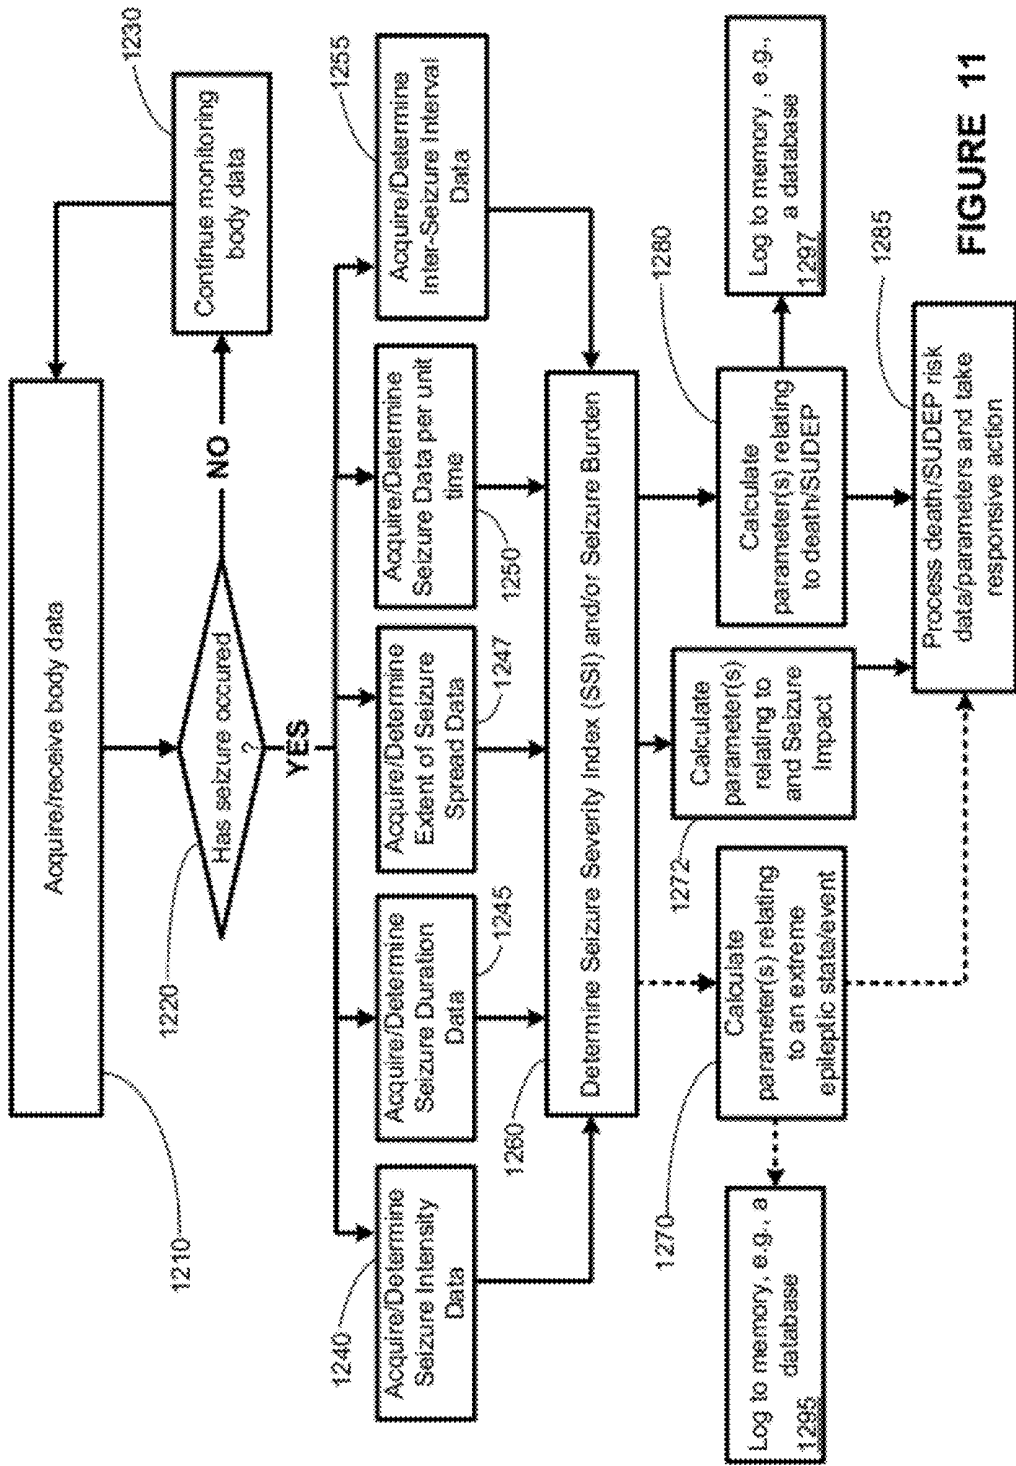 Acquire/receive body data
1210
Has seizure occured
?
1220
NO
YES
Continue monitoring
body data
1230
Acquire/Determine
Seizure Intensity
Data
1240
Acquire/Determine
Seizure Duration
Data
1245
Acquire/Determine
Extent of Seizure
Spread Data
1247
Acquire/Determine
Seizure Data per unit
time
1250
Acquire/Determine
Inter-Seizure Interval
Data
1255
Determine Seizure Severity Index (SSI) and/or Seizure Burden
1260
Calculate
parameter(s) relating
to an extreme
epileptic state/event
1270
Calculate
parameter(s)
relating to
and Seizure
Impact
1272
Calculate
parameter(s) relating
to death/SUDEP
1280
Log to memory, e.g., a
database
1295
Log to memory , e.g.,
a database
1297
Process death/SUDEP risk
data/parameters and take
responsive action
1285
FIGURE 11